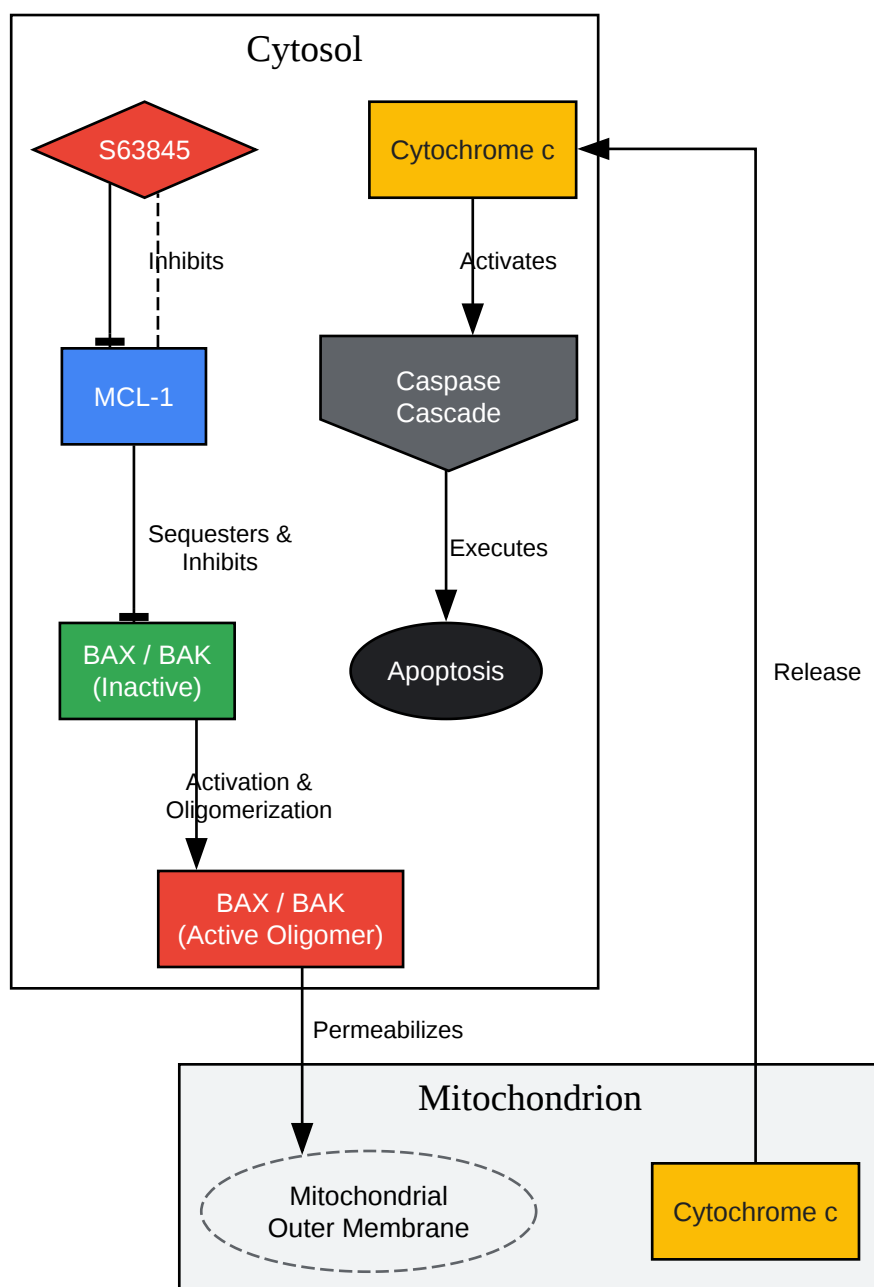 Cytosol
S63845
Cytochrome c
Inhibits
Activates
MCL-1
Caspase
Cascade
Sequesters &
Inhibits
Executes
BAX / BAK
(Inactive)
Apoptosis
Release
Activation &
Oligomerization
BAX / BAK
(Active Oligomer)
Permeabilizes
Mitochondrion
Mitochondrial
Outer Membrane
Cytochrome c